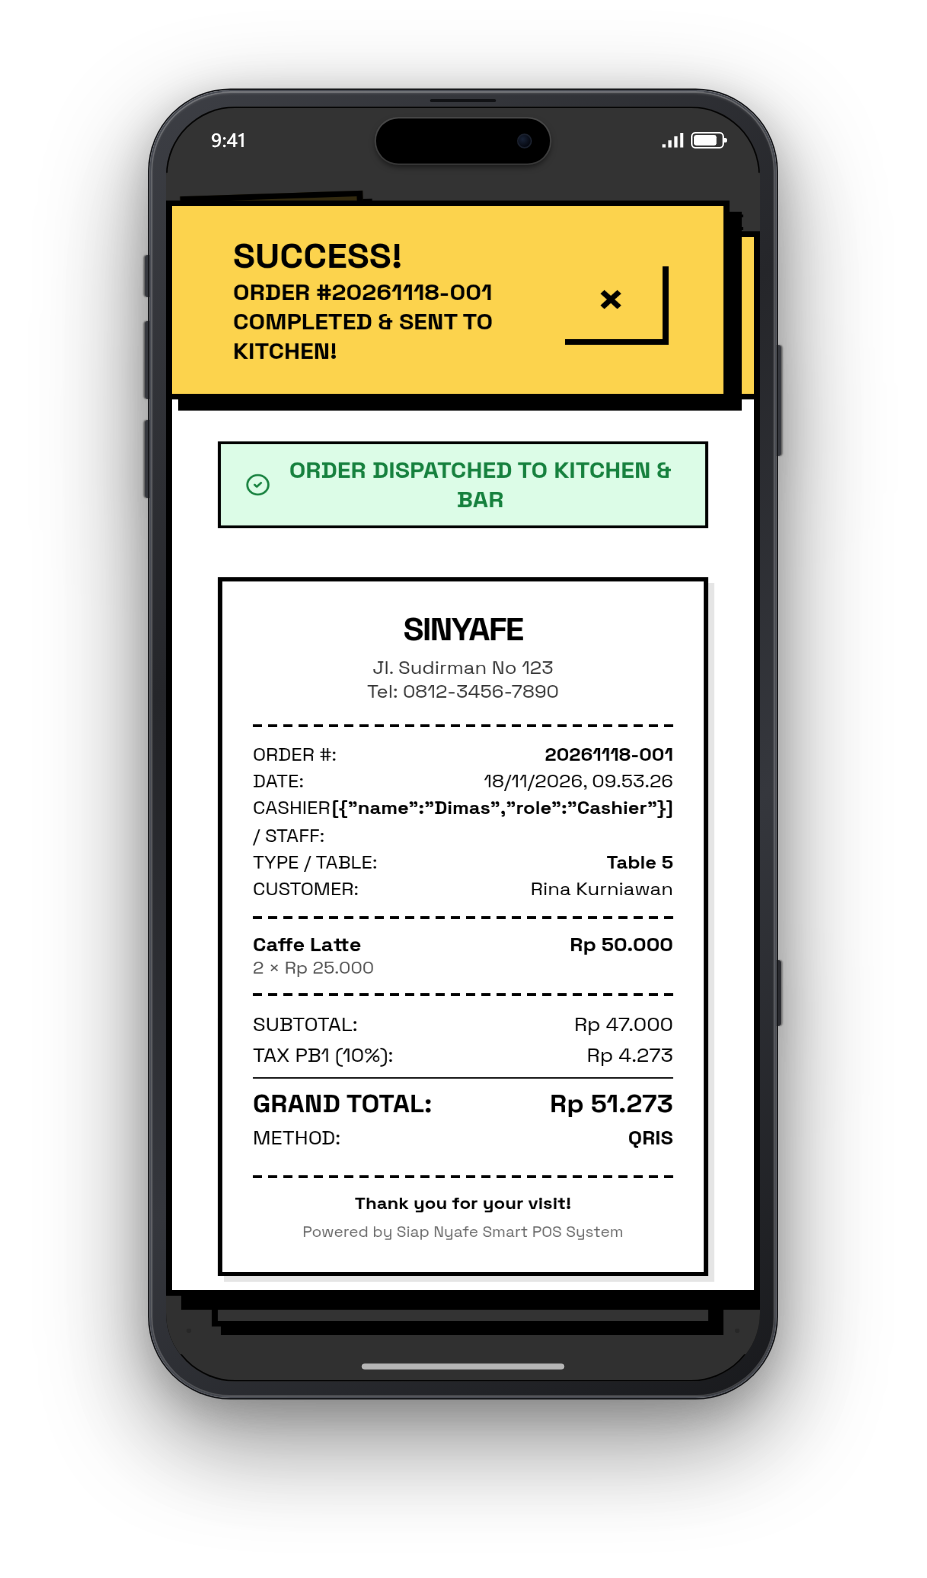 9:41
SUCCESS!
ORDER #20261118-001
COMPLETED & SENT TO
KITCHEN!
×
ORDER DISPATCHED TO KITCHEN &
BAR
SINYAFE
Jl. Sudirman No 123
Tel: 0812-3456-7890
ORDER #: 20261118-001
DATE: 18/11/2026, 09.53.26
CASHIER[{"name":"Dimas","role":"Cashier"}]
/ STAFF:
TYPE / TABLE: Table 5
CUSTOMER: Rina Kurniawan
Caffe Latte Rp 50.000
2 × Rp 25.000
SUBTOTAL: Rp 47.000
TAX PB1 (10%): Rp 4.273
GRAND TOTAL: Rp 51.273
METHOD: QRIS
Thank you for your visit!
Powered by Siap Nyafe Smart POS System